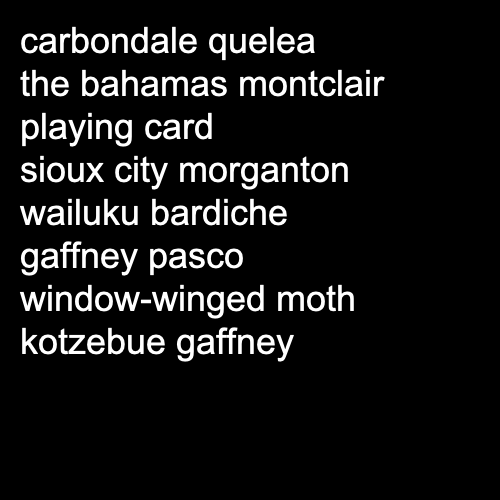 carbondale quelea
the bahamas montclair
playing card
sioux city morganton
wailuku bardiche
gaffney pasco
window-winged moth
kotzebue gaffney